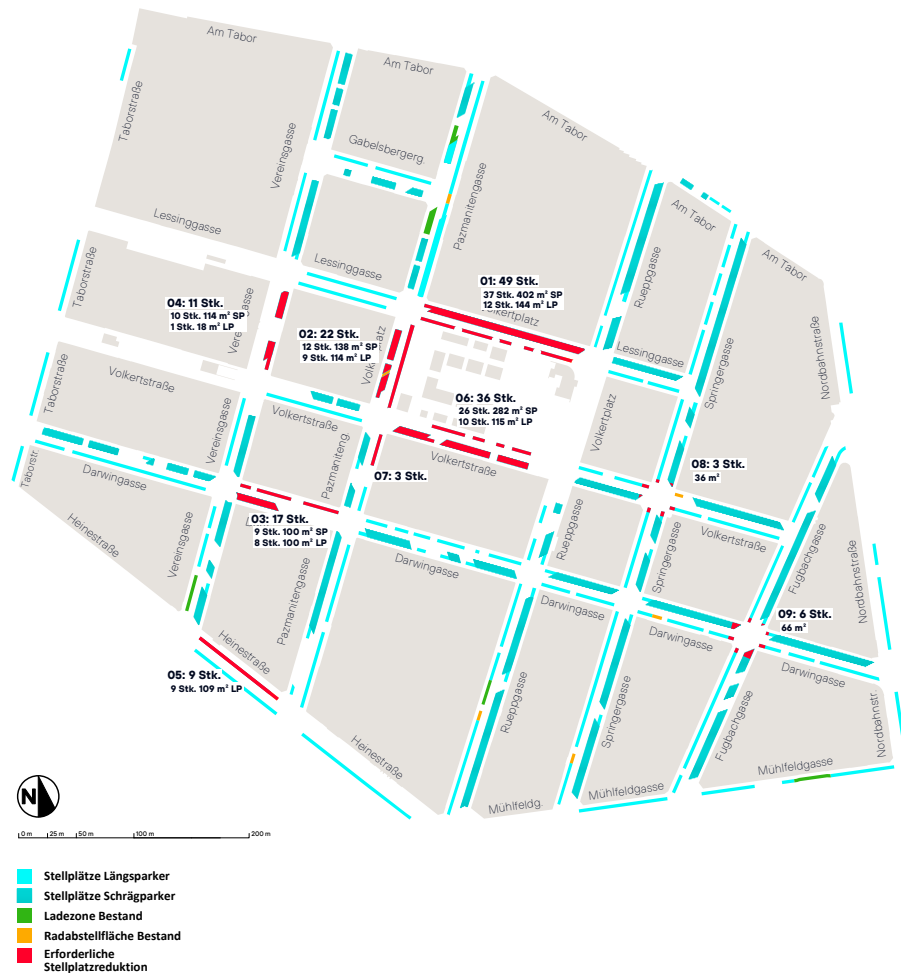 Am Tabor
Am Tabor
Am Tabor
Taborstraße
Vereinsgasse
Gabelsbergerg.
Pazmanitengasse
Am Tabor
Lessinggasse
Lessinggasse
Rueppgasse
Am Tabor
Taborstraße
01: 49 Stk.
37 Stk. 402 m² SP
12 Stk. 144 m² LP
Volkertplatz
04: 11 Stk.
10 Stk. 114 m² SP
1 Stk. 18 m² LP
02: 22 Stk.
12 Stk. 138 m² SP
9 Stk. 114 m² LP
Lessinggasse
Springergasse
Nordbahnstraße
Taborstraße
Volkertstraße
Vereinsgasse
Volkertstraße
Pazmaniteng.
06: 36 Stk.
26 Stk. 282 m² SP
10 Stk. 115 m² LP
Volkertplatz
Volkertstraße
07: 3 Stk.
08: 3 Stk.
36 m²
Taborstr.
Darwingasse
Heinestraße
Vereinsgasse
03: 17 Stk.
9 Stk. 100 m² SP
8 Stk. 100 m² LP
Pazmanitengasse
Darwingasse
Rueppgasse
Springergasse
Volkertstraße
Fugbachgasse
Nordbahnstraße
Darwingasse
Darwingasse
09: 6 Stk.
66 m²
Darwingasse
Heinestraße
05: 9 Stk.
9 Stk. 109 m² LP
Rueppgasse
Springergasse
Fugbachgasse
Nordbahnstr.
Heinestraße
Mühlfeldg.
Mühlfeldgasse
Mühlfeldgasse
N
0 m 25 m 50 m 100 m 200 m
Stellplätze Längsparker
Stellplätze Schrägparker
Ladezone Bestand
Radabstellfläche Bestand
Erforderliche
Stellplatzreduktion